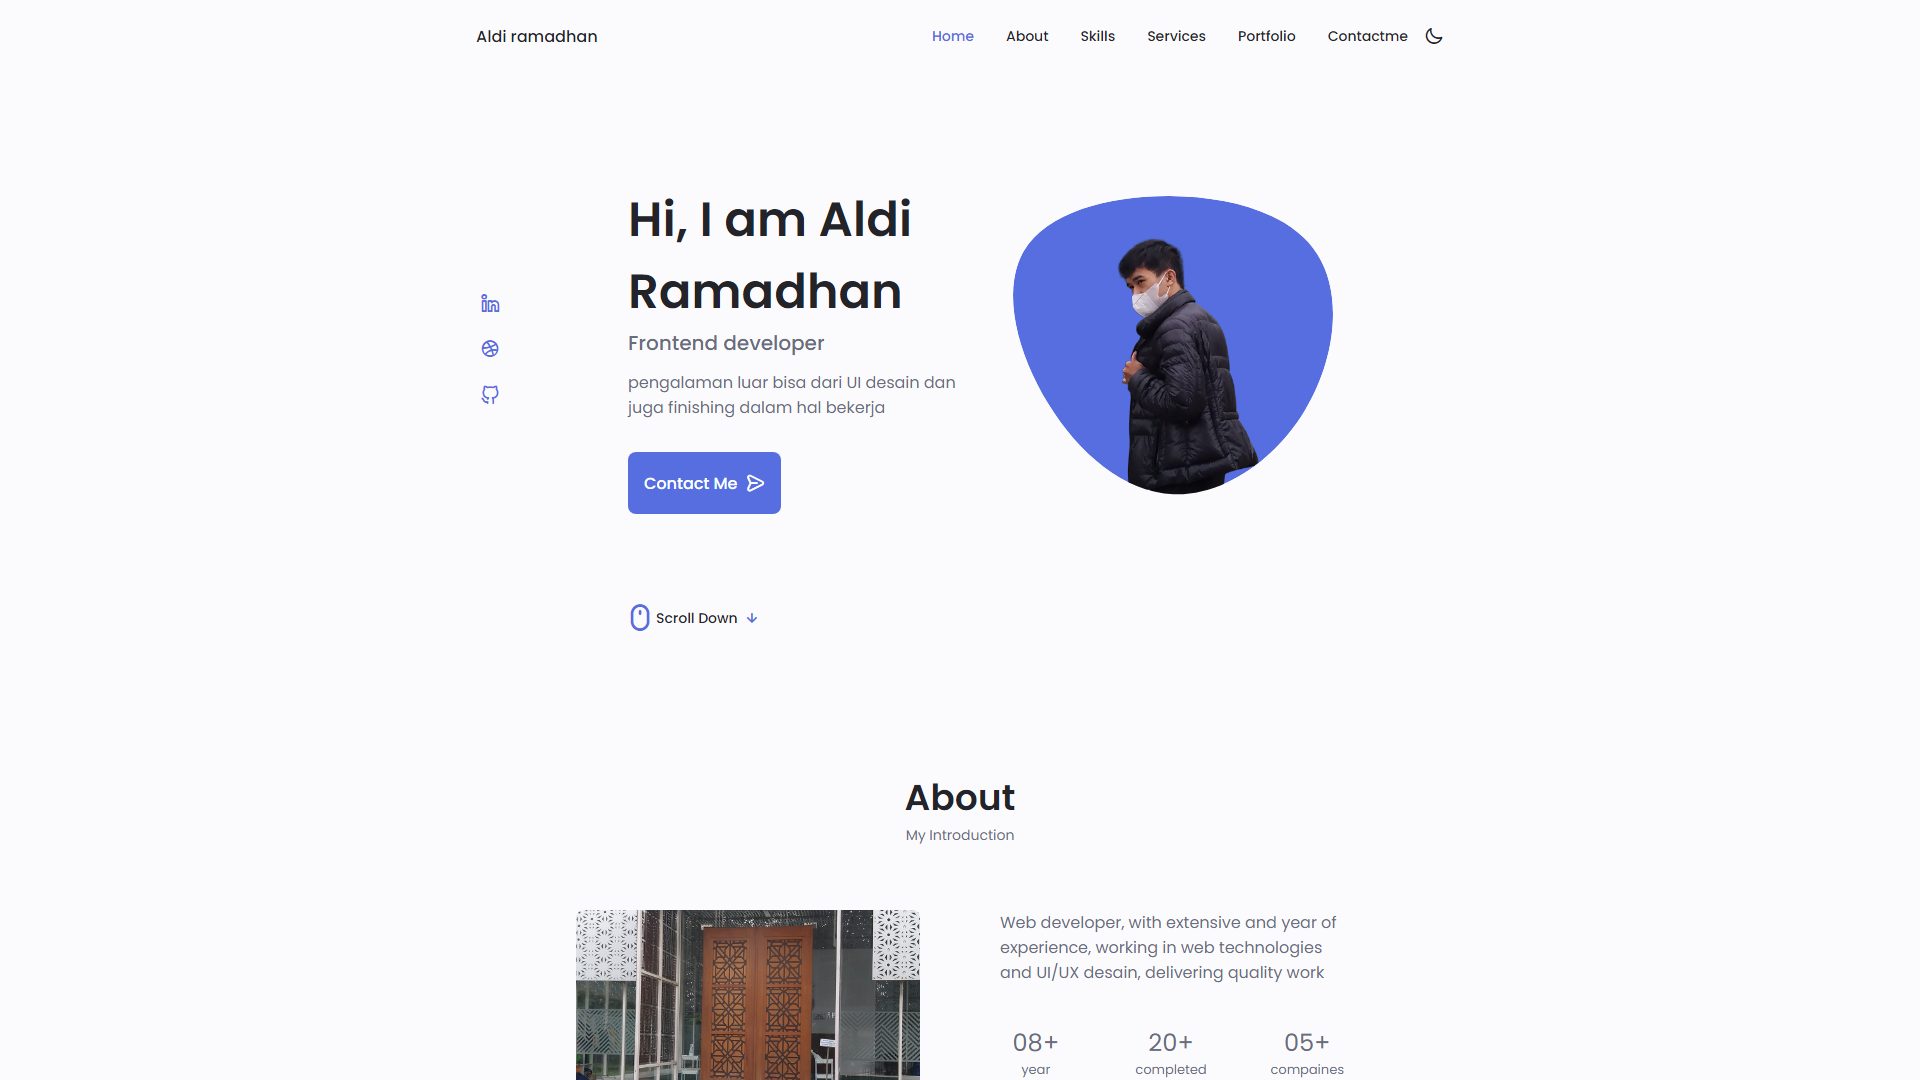 Aldi ramadhan
Home
About
Skills
Services
Portfolio
Contactme
Hi, I am Aldi
Ramadhan
Frontend developer
pengalaman luar bisa dari UI desain dan
juga finishing dalam hal bekerja
Contact Me
Scroll Down
About
My Introduction
Web developer, with extensive and year of
experience, working in web technologies
and UI/UX desain, delivering quality work
08+
year
20+
completed
05+
compaines